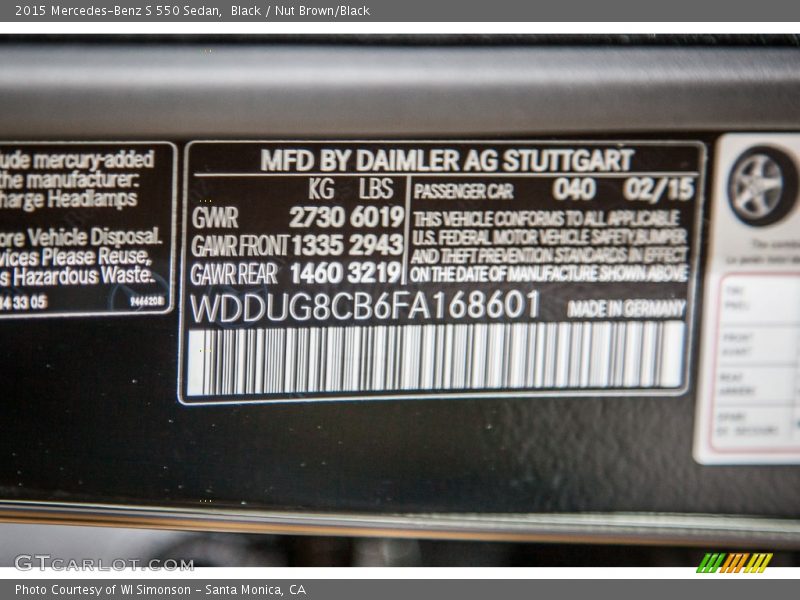 2015 Mercedes-Benz S 550 Sedan, Black / Nut Brown/Black
ude mercury-added
the manufacturer:
harge Headlamps
ore Vehicle Disposal.
vices Please Reuse,
s Hazardous Waste.
14 33 05
MFD BY DAIMLER AG STUTTGART
KG LBS
GWR 2730 6019
GAWR FRONT 1335 2943
GAWR REAR 1460 3219
PASSENGER CAR 040 02/15
THIS VEHICLE CONFORMS TO ALL APPLICABLE
U.S. FEDERAL MOTOR VEHICLE SAFETY, BUMPER
AND THEFT PREVENTION STANDARDS IN EFFECT
ON THE DATE OF MANUFACTURE SHOWN ABOVE
WDDUG8CB6FA168601 MADE IN GERMANY
GTCARLOT.COM
Photo Courtesy of WI Simonson - Santa Monica, CA